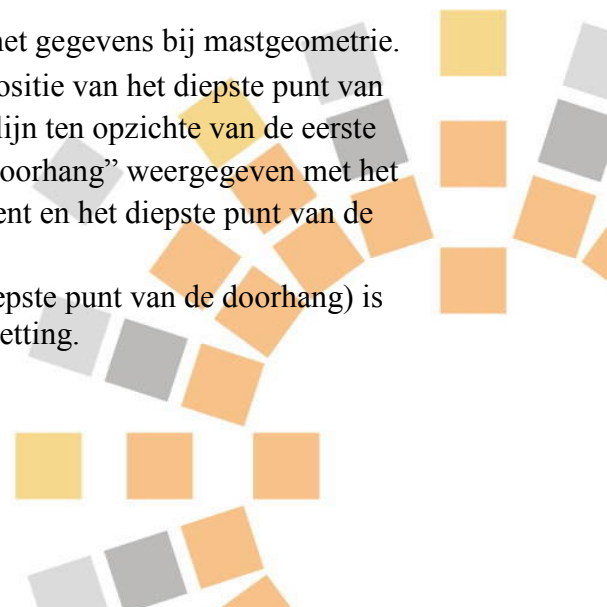 net gegevens bij mastgeometrie.
ositie van het diepste punt van
lijn ten opzichte van de eerste
oorhang” weergegeven met het
ent en het diepste punt van de
epste punt van de doorhang) is
etting.